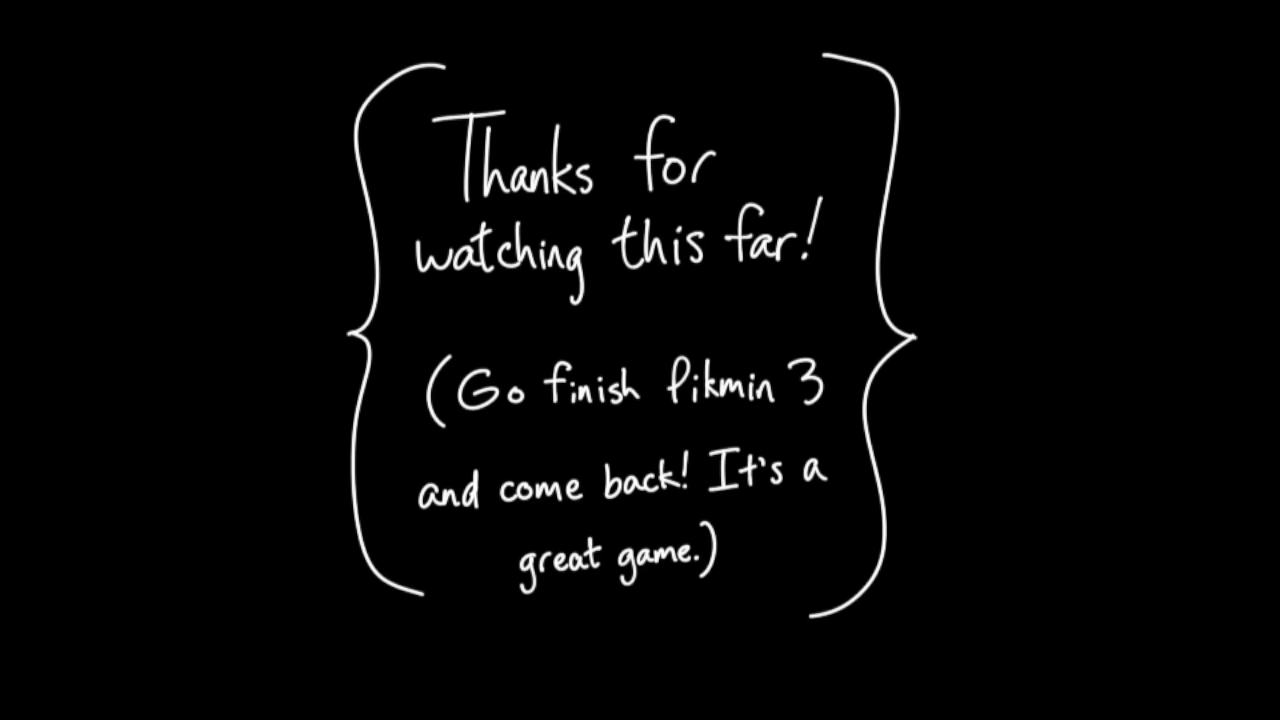 Thanks for
watching this far!
(Go finish Pikmin 3
and come back! It's a
great game.)